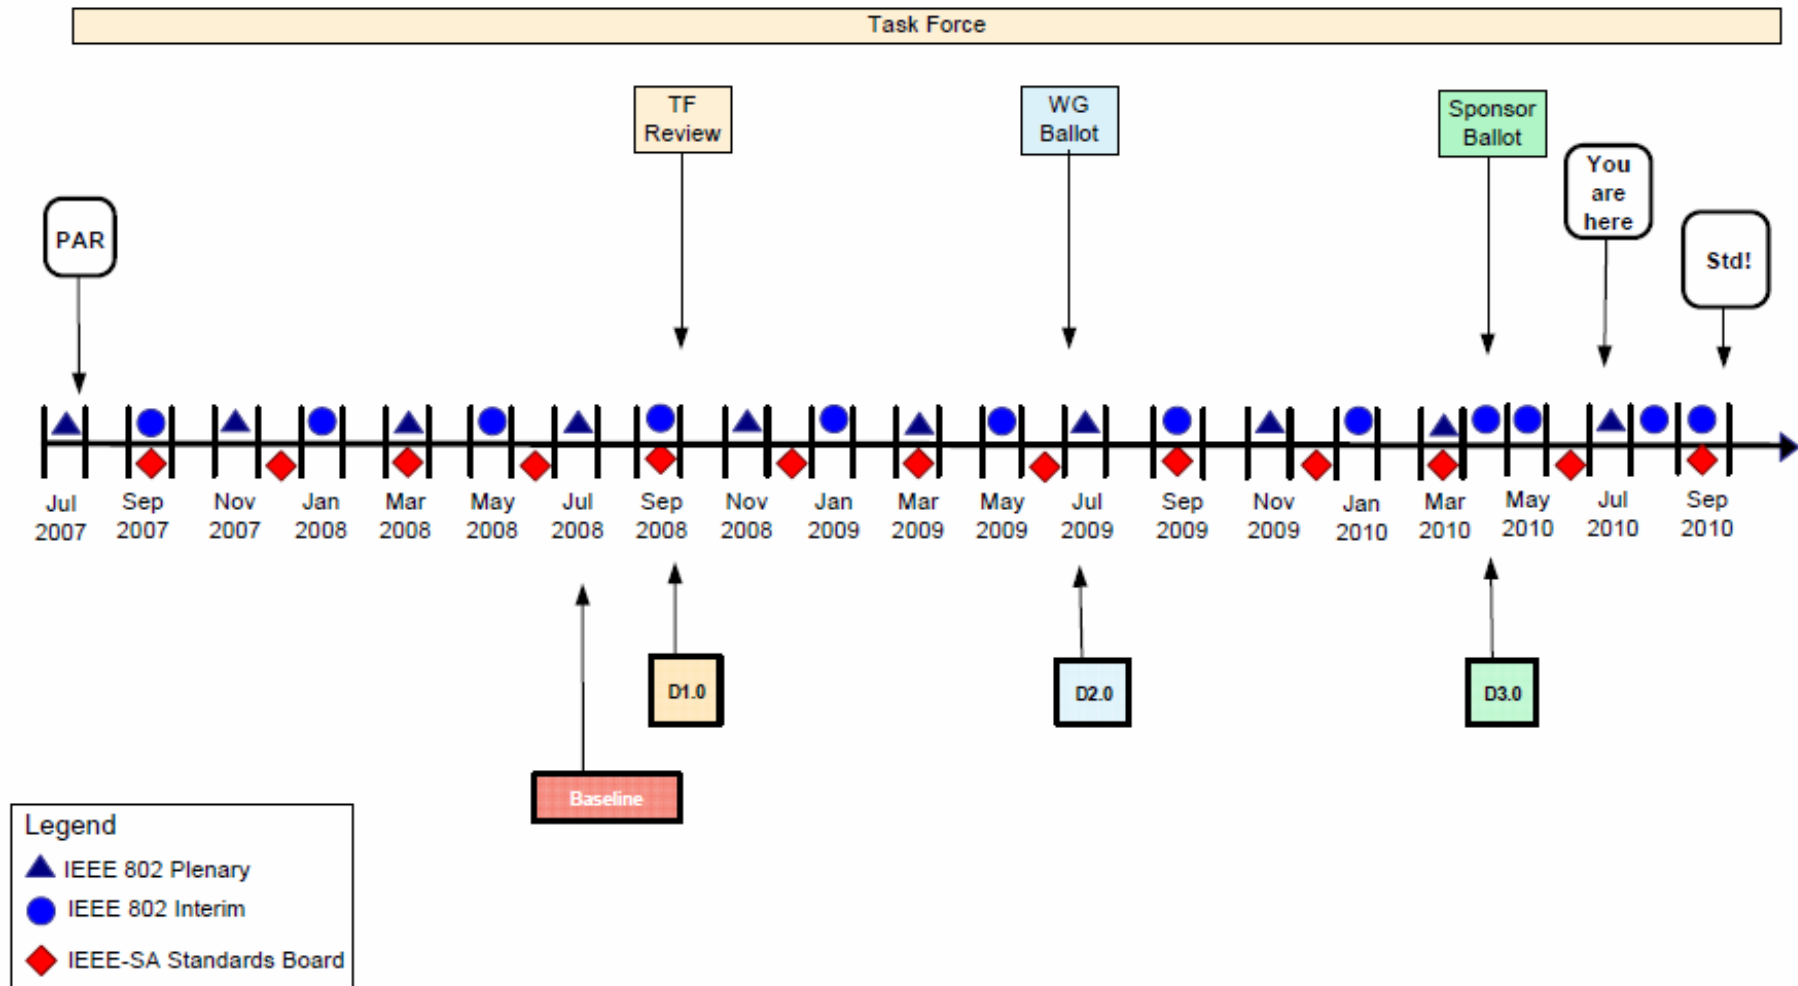 Task Force
TF
Review
WG
Ballot
Sponsor
Ballot
You
are
here
PAR
Std!
Jul
2007
Sep
2007
Nov
2007
Jan
2008
Mar
2008
May
2008
Jul
2008
Sep
2008
Nov
2008
Jan
2009
Mar
2009
May
2009
Jul
2009
Sep
2009
Nov
2009
Jan
2010
Mar
2010
May
2010
Jul
2010
Sep
2010
D1.0
D2.0
D3.0
Baseline
Legend
IEEE 802 Plenary
IEEE 802 Interim
IEEE-SA Standards Board